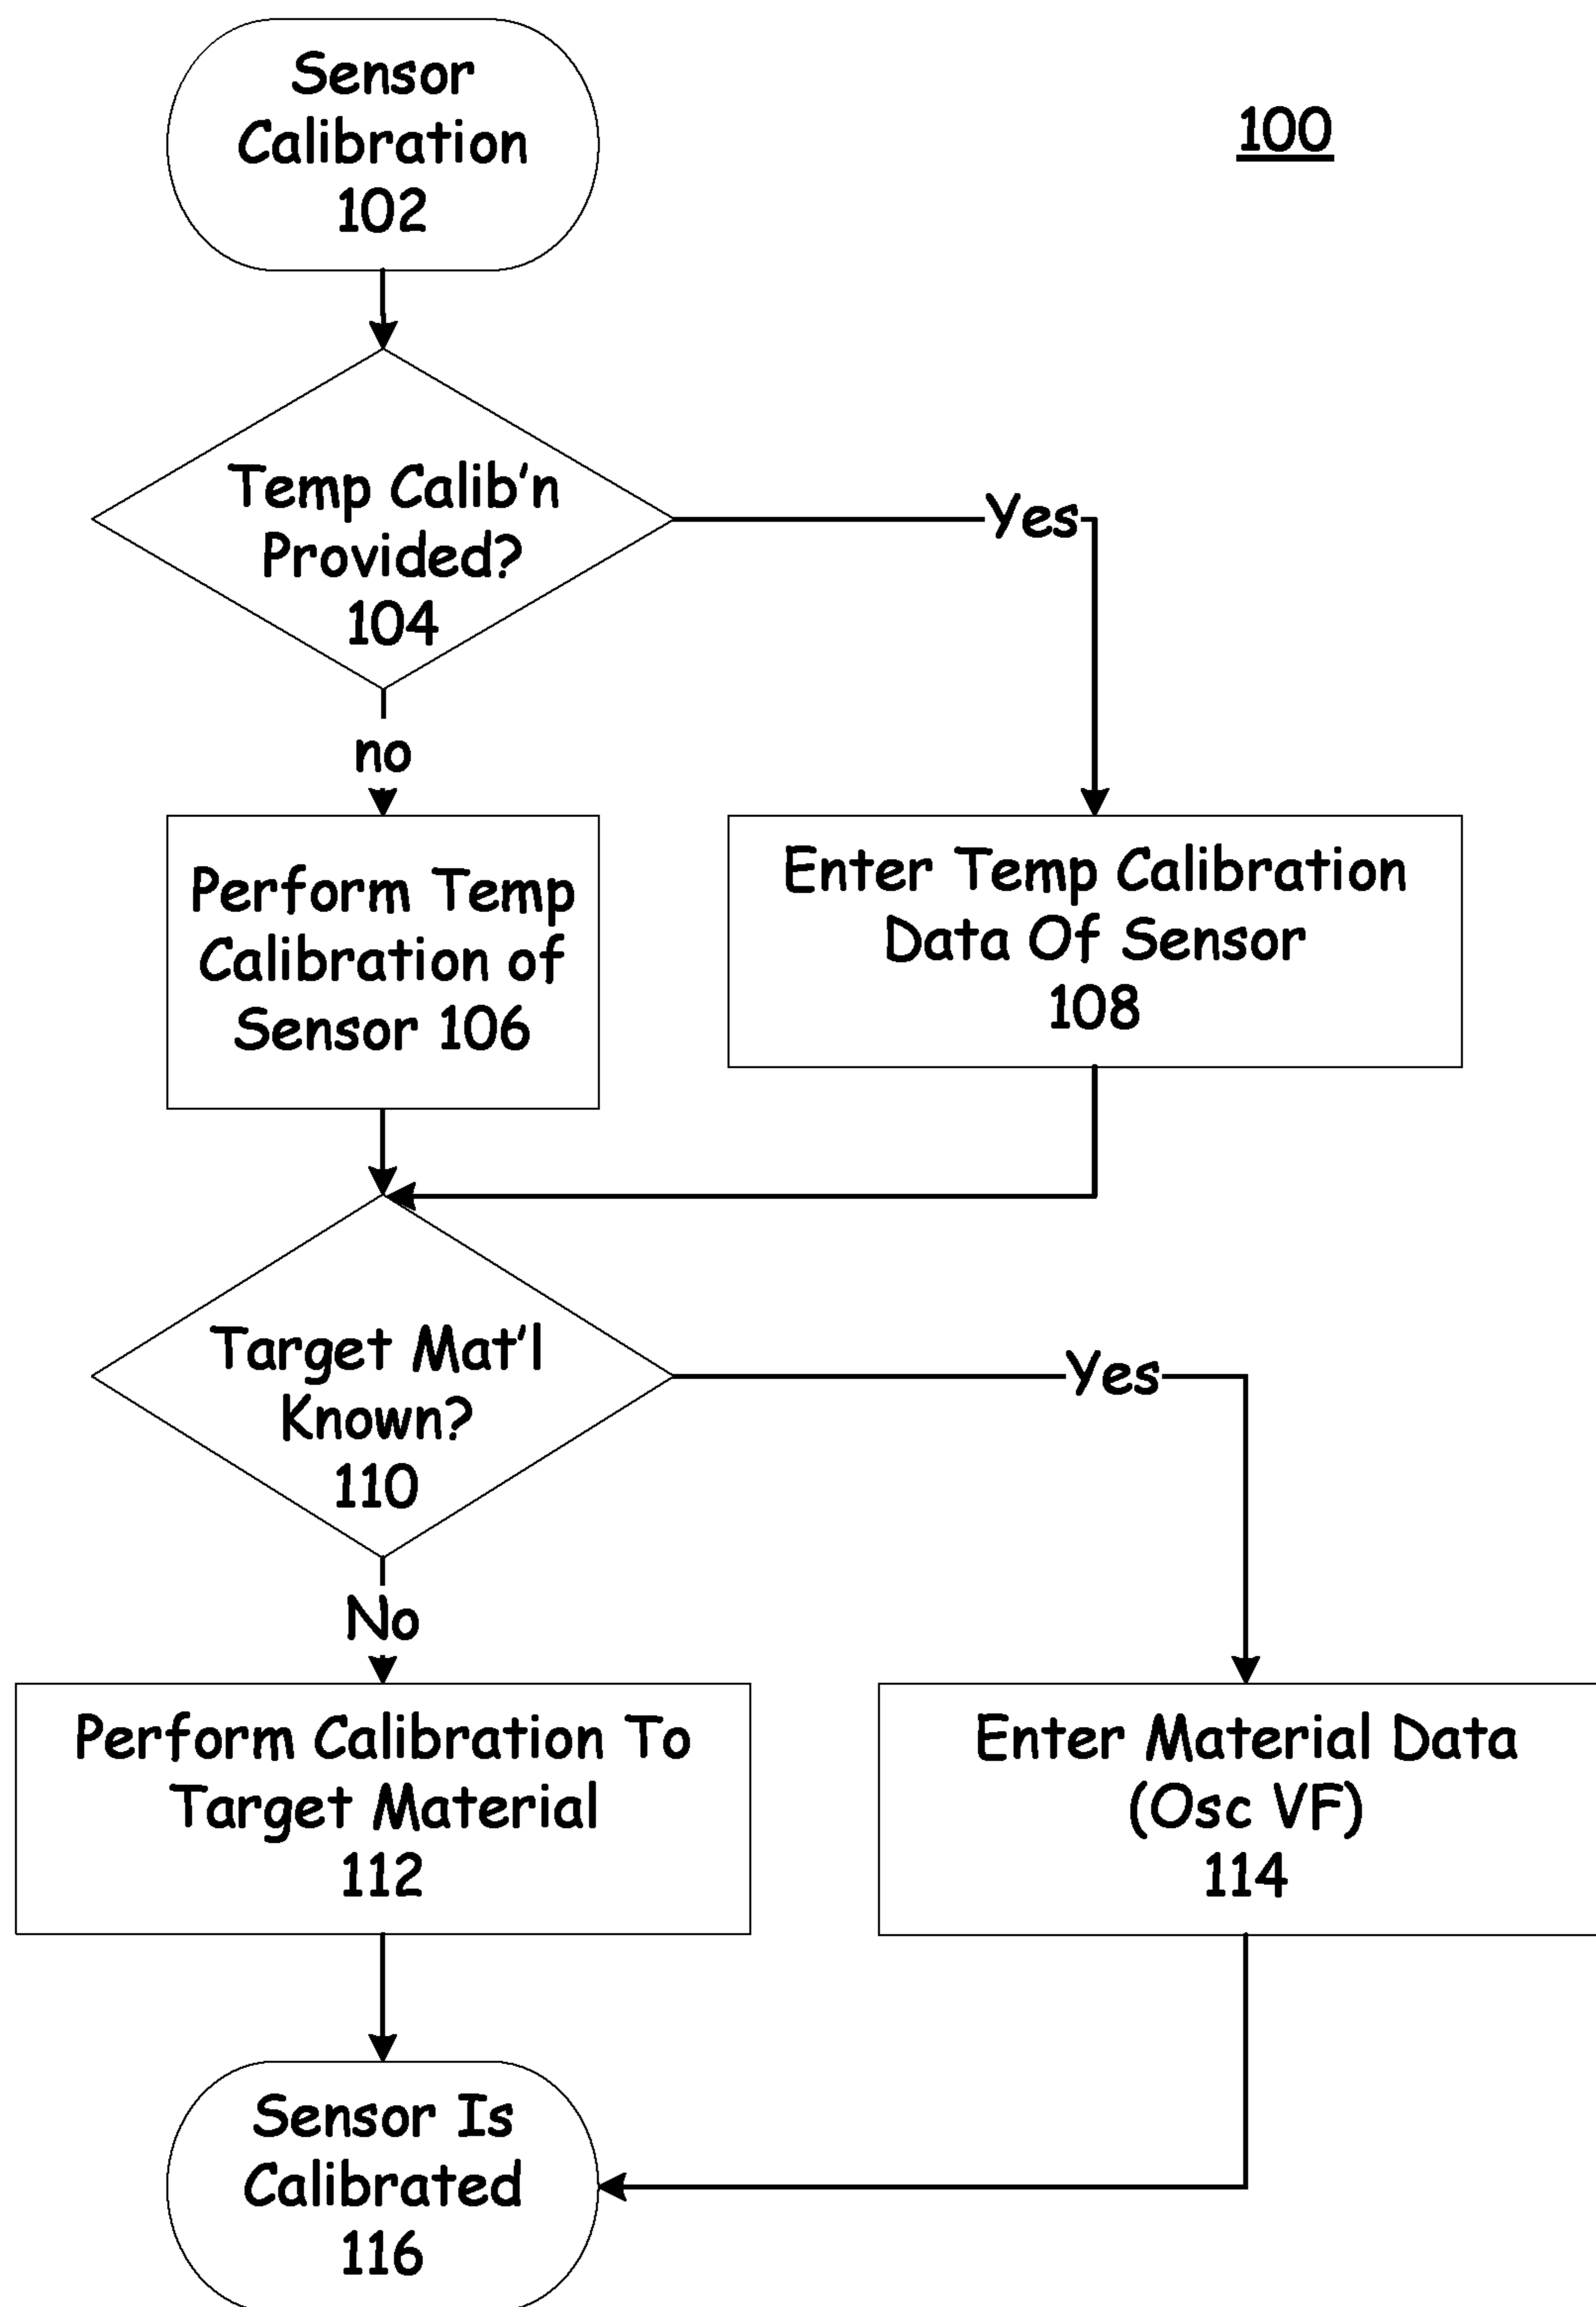 Sensor
Calibration
102
100
Temp Calib'n
Provided?
104
Yes
no
Perform Temp
Calibration of
Sensor 106
Enter Temp Calibration
Data Of Sensor
108
Target Mat'l
Known?
110
Yes
No
Perform Calibration To
Target Material
112
Enter Material Data
(Osc VF)
114
Sensor Is
Calibrated
116